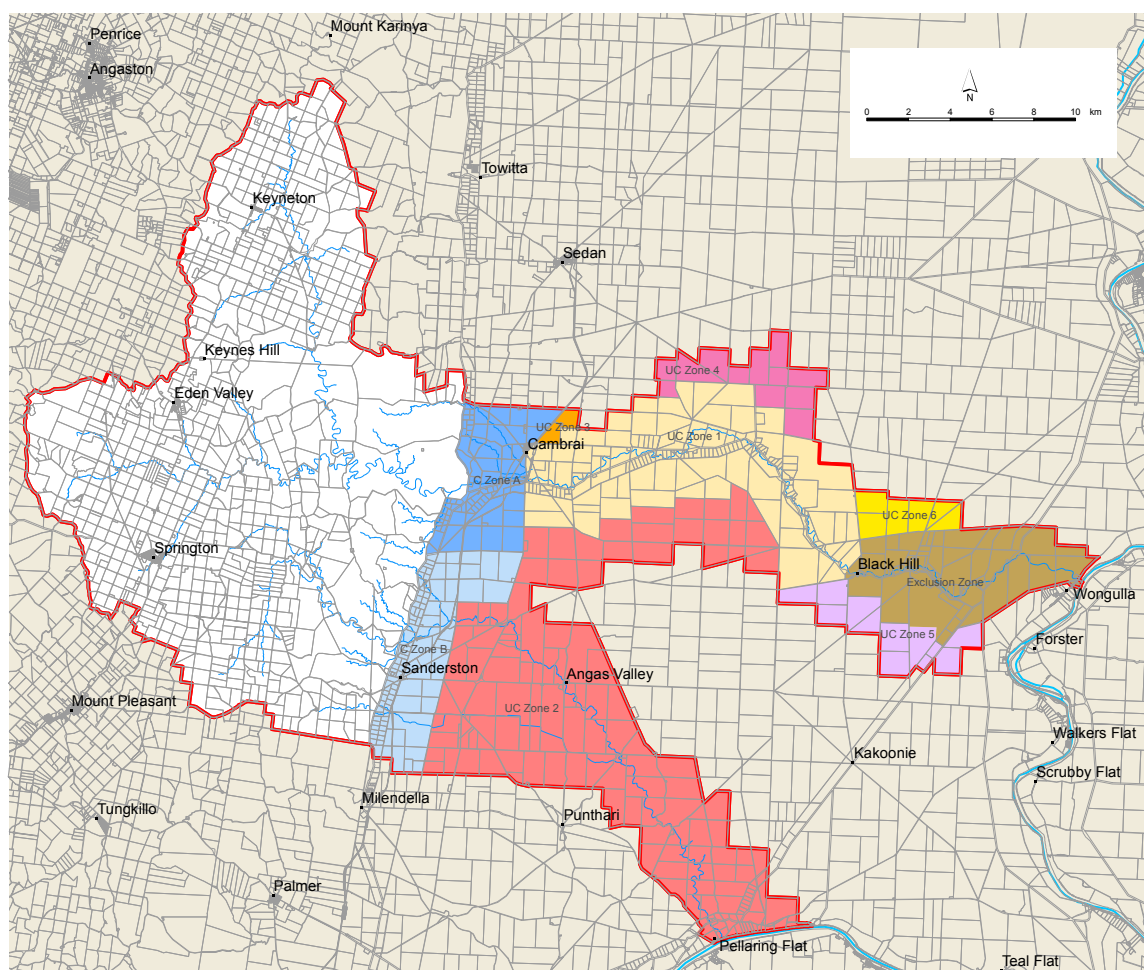 Mount Karinya
Penrice
Angaston
N
0 2 4 6 8 10 km
Towitta
Keyneton
Sedan
Keynes Hill
UC Zone 4
Eden Valley
UC Zone 3
UC Zone 1
Cambrai
C Zone A
UC Zone 6
Springton
Black Hill
Exclusion Zone
Wongulla
UC Zone 5
Forster
C Zone B
Sanderston
Angas Valley
Mount Pleasant
UC Zone 2
Walkers Flat
Kakoonie
Scrubby Flat
Milendella
Tungkillo
Punthari
Palmer
Pellaring Flat
Teal Flat